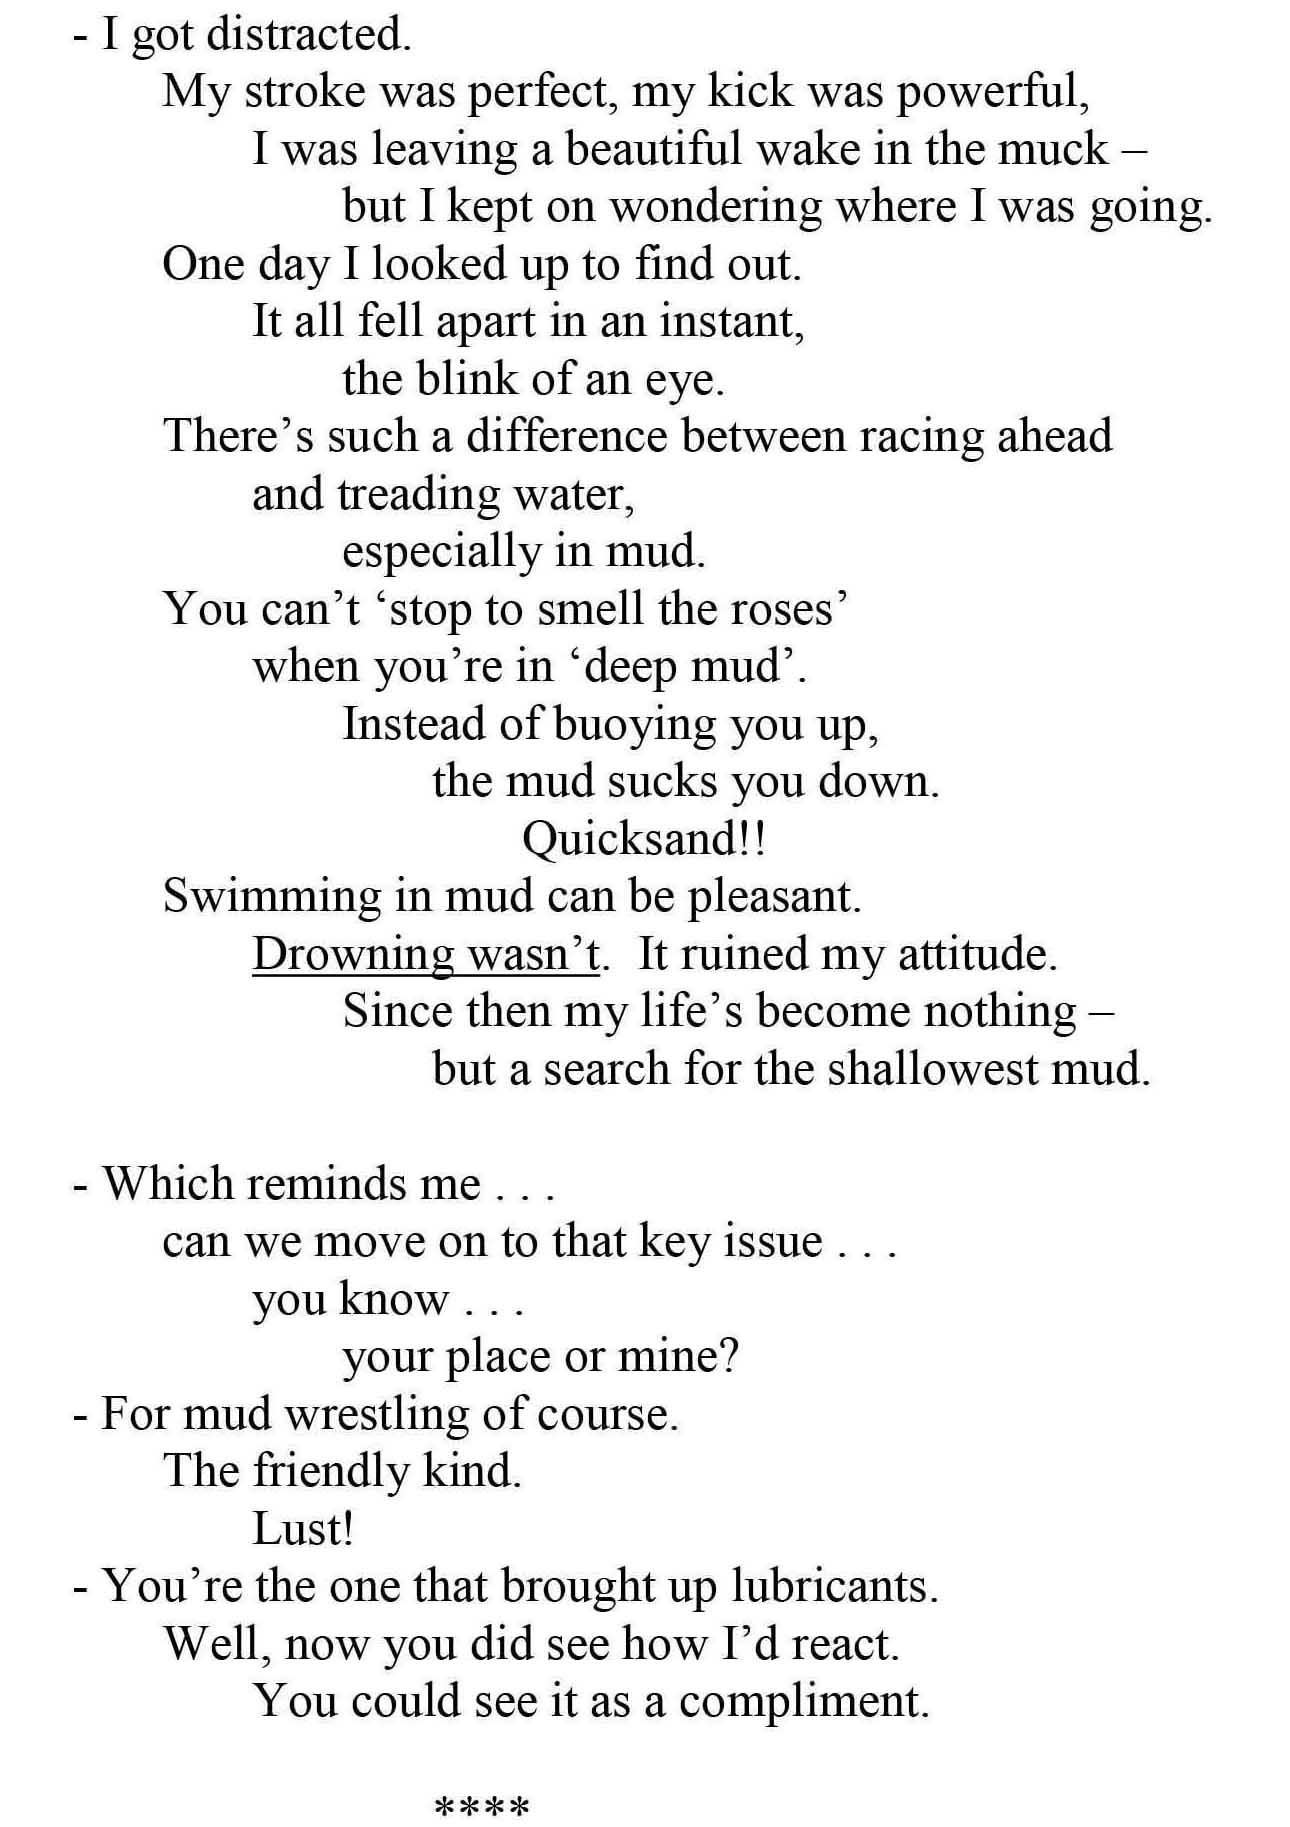 - I got distracted.
My stroke was perfect, my kick was powerful,
I was leaving a beautiful wake in the muck –
but I kept on wondering where I was going.
One day I looked up to find out.
It all fell apart in an instant,
the blink of an eye.
There’s such a difference between racing ahead
and treading water,
especially in mud.
You can’t ‘stop to smell the roses’
when you’re in ‘deep mud’.
Instead of buoying you up,
the mud sucks you down.
Quicksand!!
Swimming in mud can be pleasant.
Drowning wasn’t.  It ruined my attitude.
Since then my life’s become nothing –
but a search for the shallowest mud.

- Which reminds me . . .
can we move on to that key issue . . .
you know . . .
your place or mine?
- For mud wrestling of course.
The friendly kind.
Lust!
- You’re the one that brought up lubricants.
Well, now you did see how I’d react.
You could see it as a compliment.

****